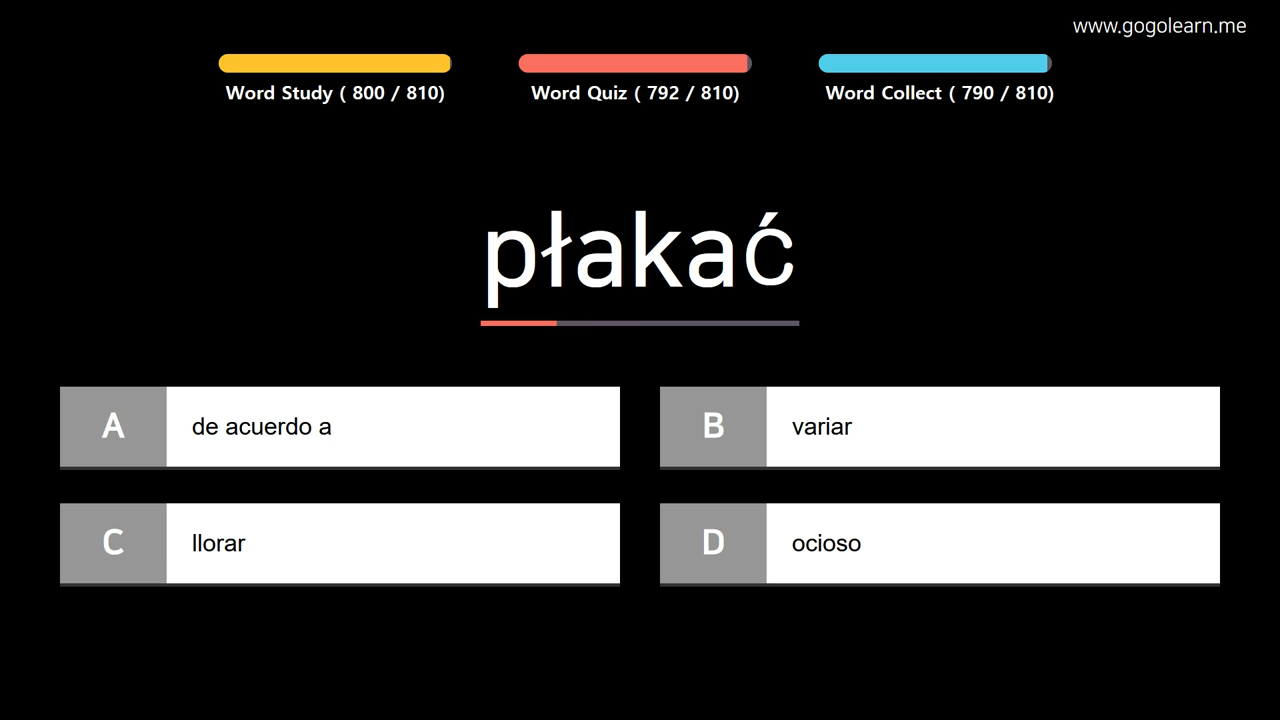 www.gogolearn.me
Word Study ( 800 / 810)
Word Quiz ( 792 / 810)
Word Collect ( 790 / 810)
płakać
A de acuerdo a
B variar
C llorar
D ocioso